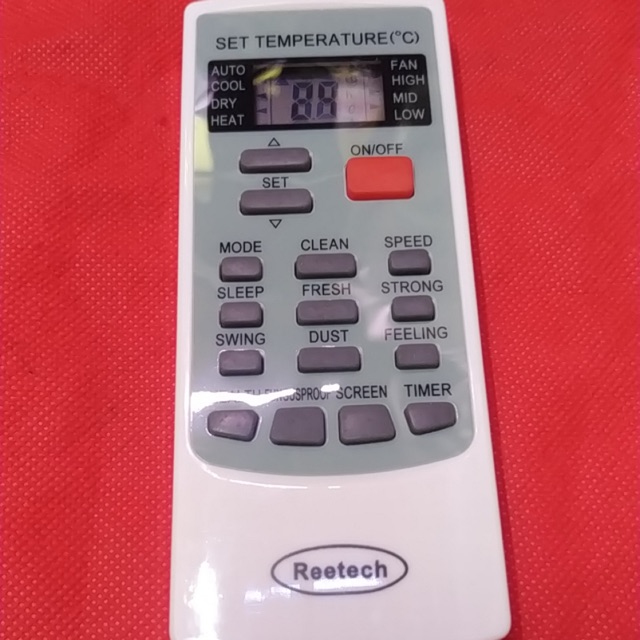 SET TEMPERATURE(°C)
AUTO
COOL
DRY
HEAT
88
FAN
HIGH
MID
LOW
ON/OFF
SET
MODE CLEAN SPEED
SLEEP FRESH STRONG
SWING DUST FEELING
SCREEN TIMER
Reetech